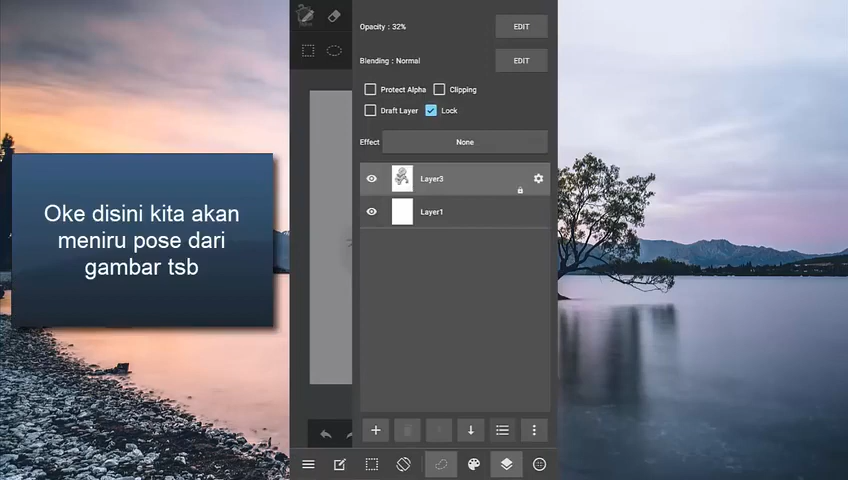 Oke disini kita akan
meniru pose dari
gambar tsb
Opacity : 32%
EDIT
Blending : Normal
EDIT
Protect Alpha
Clipping
Draft Layer
Lock
Effect
None
Layer3
Layer1